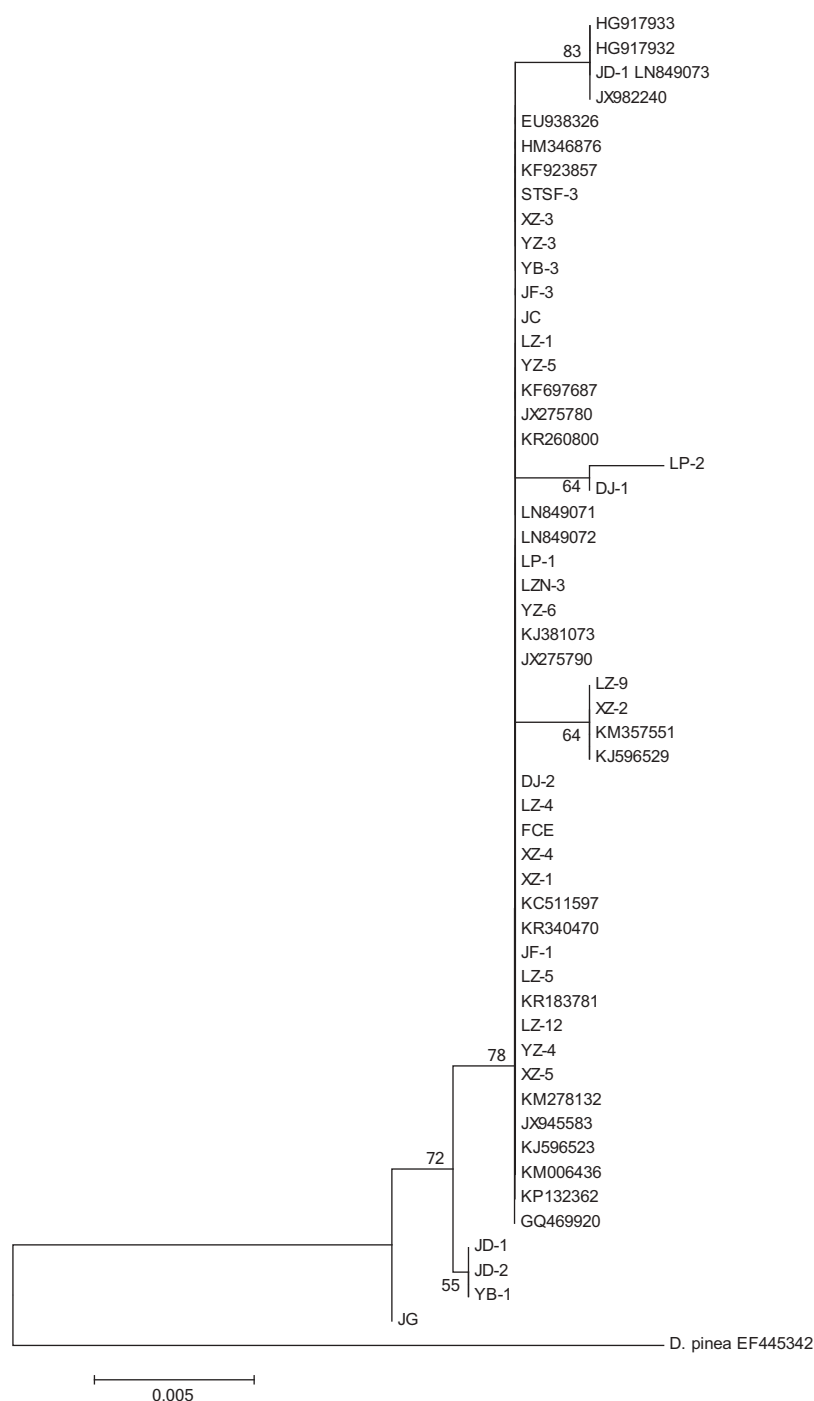 HG917933
83
HG917932
JD-1 LN849073
JX982240
EU938326
HM346876
KF923857
STSF-3
XZ-3
YZ-3
YB-3
JF-3
JC
LZ-1
YZ-5
KF697687
JX275780
KR260800
LP-2
64
DJ-1
LN849071
LN849072
LP-1
LZN-3
YZ-6
KJ381073
JX275790
LZ-9
XZ-2
KM357551
64
KJ596529
DJ-2
LZ-4
FCE
XZ-4
XZ-1
KC511597
KR340470
JF-1
LZ-5
KR183781
LZ-12
YZ-4
78
XZ-5
KM278132
JX945583
KJ596523
72
KM006436
KP132362
GQ469920
JD-1
JD-2
55
YB-1
JG
D. pinea EF445342
0.005